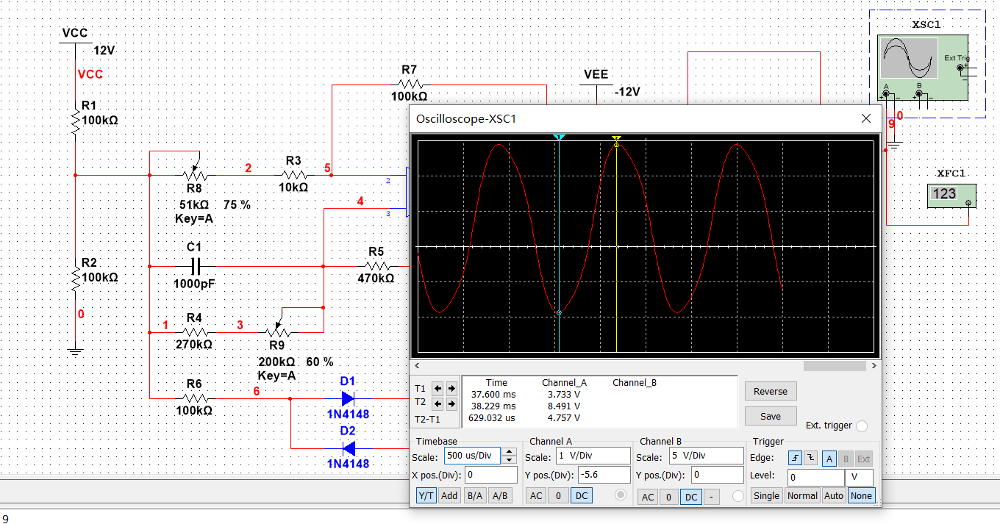 XSC1
VCC
12V
VCC
Ext Trig
+
−
A
B
+ − + −
R7
100kΩ
VEE
-12V
R1
100kΩ
Oscilloscope-XSC1
0
9
2
R3
5
10kΩ
2
R8
51kΩ 75 %
Key=A
4
3
XFC1
123
C1
1000pF
R5
470kΩ
R2
100kΩ
0
1
R4
270kΩ
3
R9
200kΩ 60 %
Key=A
R6
100kΩ
6
D1
1N4148
D2
1N4148
1
2
Time Channel_A Channel_B
T1 37.600 ms 3.733 V
T2 38.229 ms 8.491 V
T2-T1 629.032 us 4.757 V
Reverse
Save
Ext. trigger
Timebase
Scale: 500 us/Div
X pos.(Div): 0
Y/T Add B/A A/B
Channel A
Scale: 1 V/Div
Y pos.(Div): -5.6
AC 0 DC
Channel B
Scale: 5 V/Div
Y pos.(Div): 0
AC 0 DC -
Trigger
Edge: A B Ext
Level: 0 V
Single Normal Auto None
9